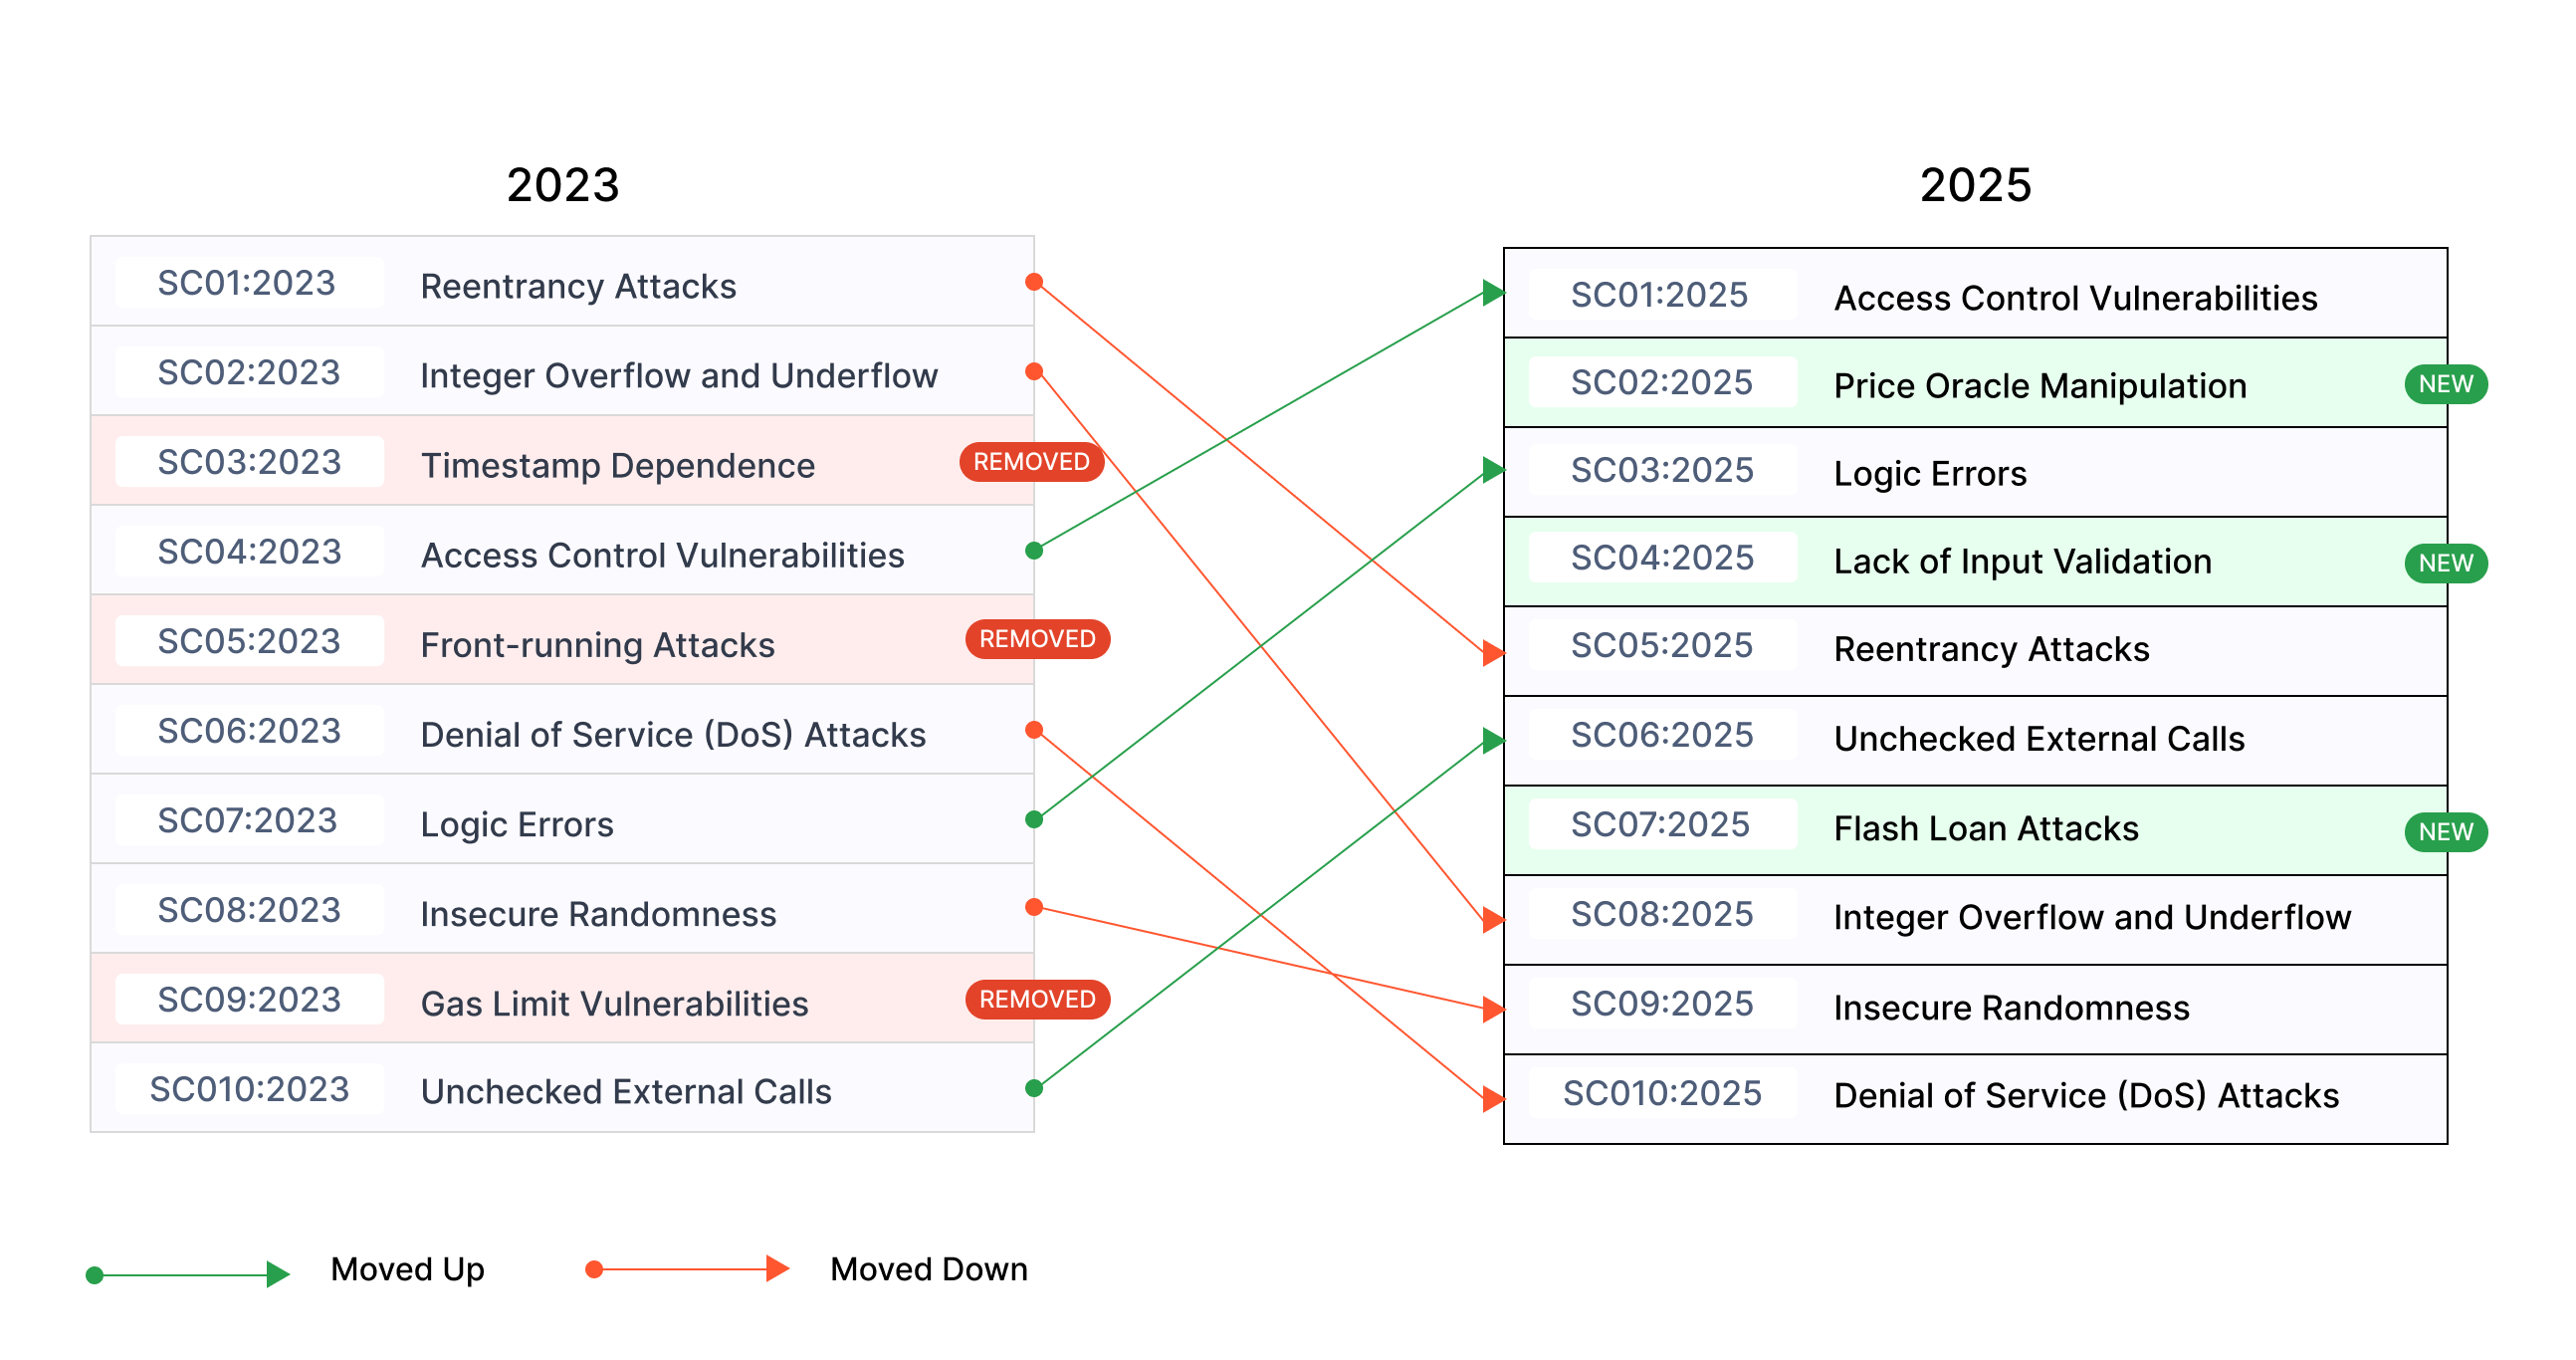 2023
SC01:2023 Reentrancy Attacks
SC02:2023 Integer Overflow and Underflow
SC03:2023 Timestamp Dependence REMOVED
SC04:2023 Access Control Vulnerabilities
SC05:2023 Front-running Attacks REMOVED
SC06:2023 Denial of Service (DoS) Attacks
SC07:2023 Logic Errors
SC08:2023 Insecure Randomness
SC09:2023 Gas Limit Vulnerabilities REMOVED
SC010:2023 Unchecked External Calls
2025
SC01:2025 Access Control Vulnerabilities
SC02:2025 Price Oracle Manipulation NEW
SC03:2025 Logic Errors
SC04:2025 Lack of Input Validation NEW
SC05:2025 Reentrancy Attacks
SC06:2025 Unchecked External Calls
SC07:2025 Flash Loan Attacks NEW
SC08:2025 Integer Overflow and Underflow
SC09:2025 Insecure Randomness
SC010:2025 Denial of Service (DoS) Attacks
Moved Up Moved Down